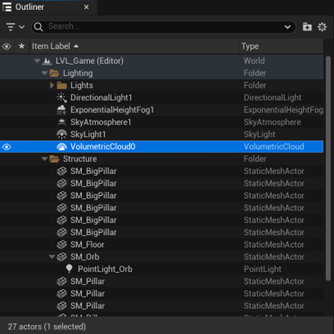 Outliner
Search...
Item Label Type
LVL_Game (Editor) World
Lighting Folder
Lights Folder
DirectionalLight1 DirectionalLight
ExponentialHeightFog1 ExponentialHeightFog
SkyAtmosphere1 SkyAtmosphere
SkyLight1 SkyLight
VolumetricCloud0 VolumetricCloud
Structure Folder
SM_BigPillar StaticMeshActor
SM_BigPillar StaticMeshActor
SM_BigPillar StaticMeshActor
SM_BigPillar StaticMeshActor
SM_BigPillar StaticMeshActor
SM_BigPillar StaticMeshActor
SM_Floor StaticMeshActor
SM_Orb StaticMeshActor
PointLight_Orb PointLight
SM_Pillar StaticMeshActor
SM_Pillar StaticMeshActor
SM_Pillar StaticMeshActor
27 actors (1 selected)